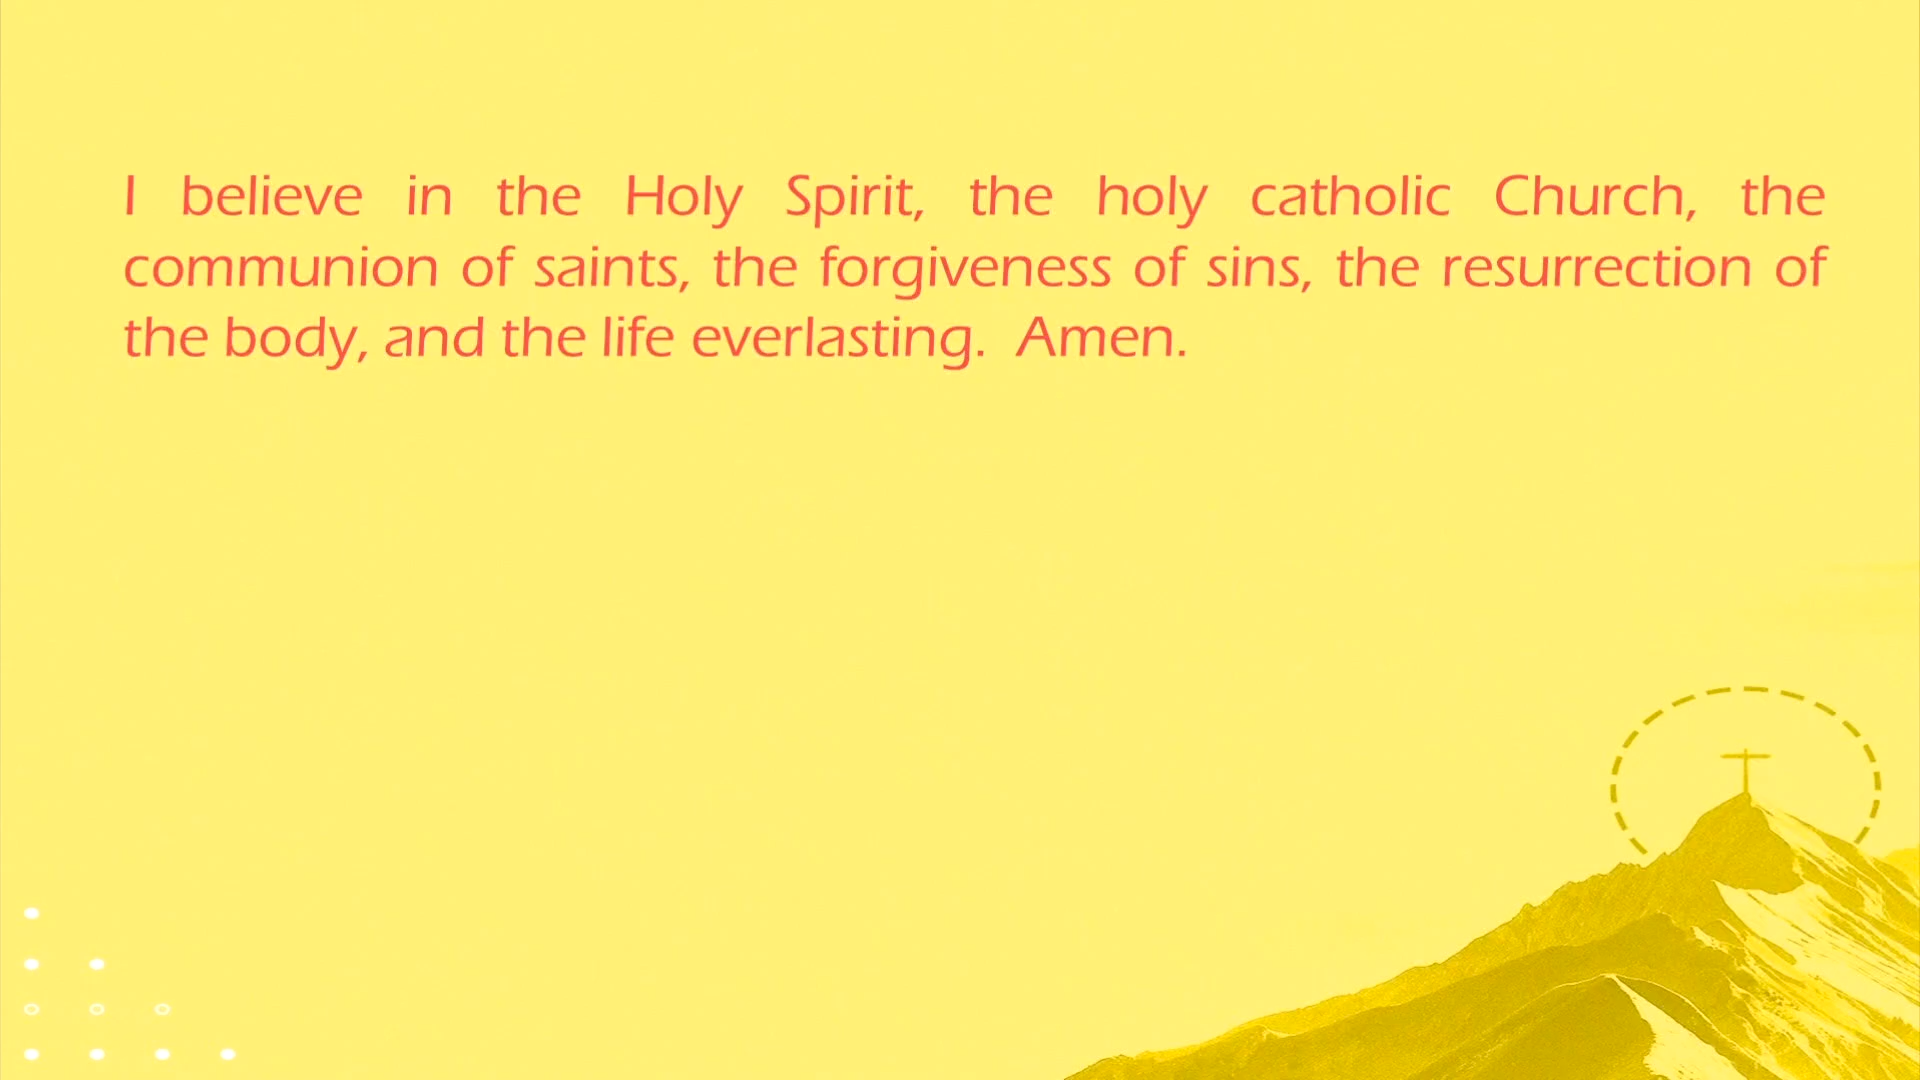 I believe in the Holy Spirit, the holy catholic Church, the
communion of saints, the forgiveness of sins, the resurrection of
the body, and the life everlasting.  Amen.